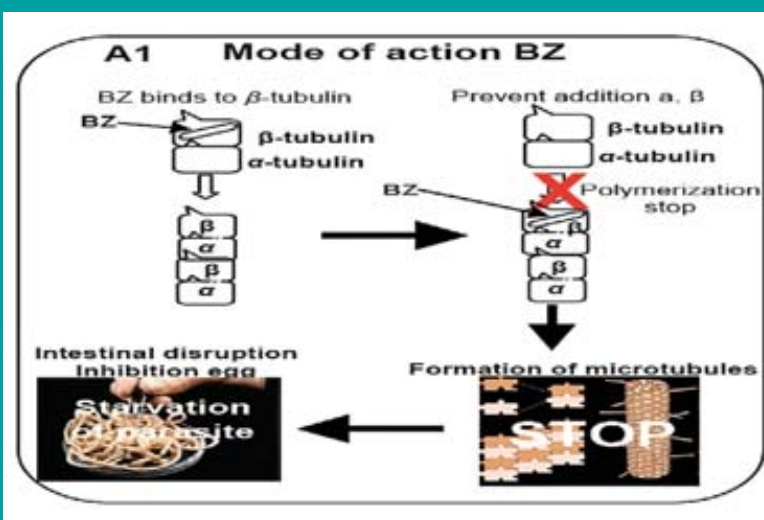 A1 Mode of action BZ
BZ binds to β-tubulin
BZ
β-tubulin
α-tubulin
β
α
β
α
Prevent addition a, β
β-tubulin
α-tubulin
Polymerization
stop
BZ
β
α
β
α
Formation of microtubules
STOP
Intestinal disruption
Inhibition egg
Starvation
of parasite